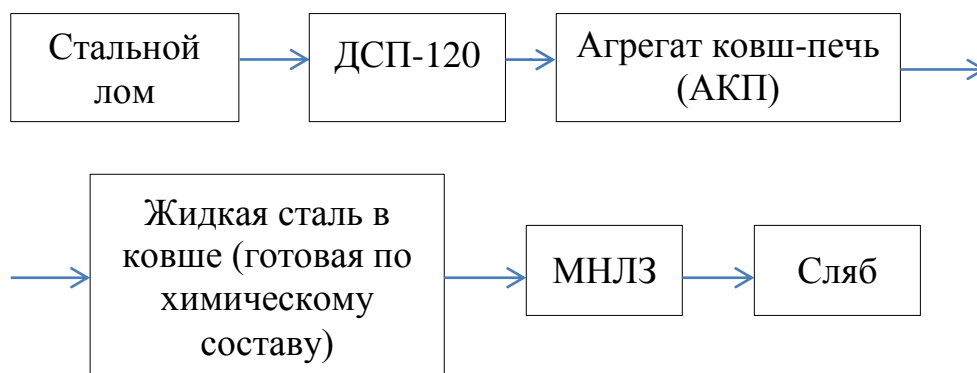 Стальной
лом
ДСП-120
Агрегат ковш-печь
(АКП)
Жидкая сталь в
ковше (готовая по
химическому
составу)
МНЛЗ
Сляб